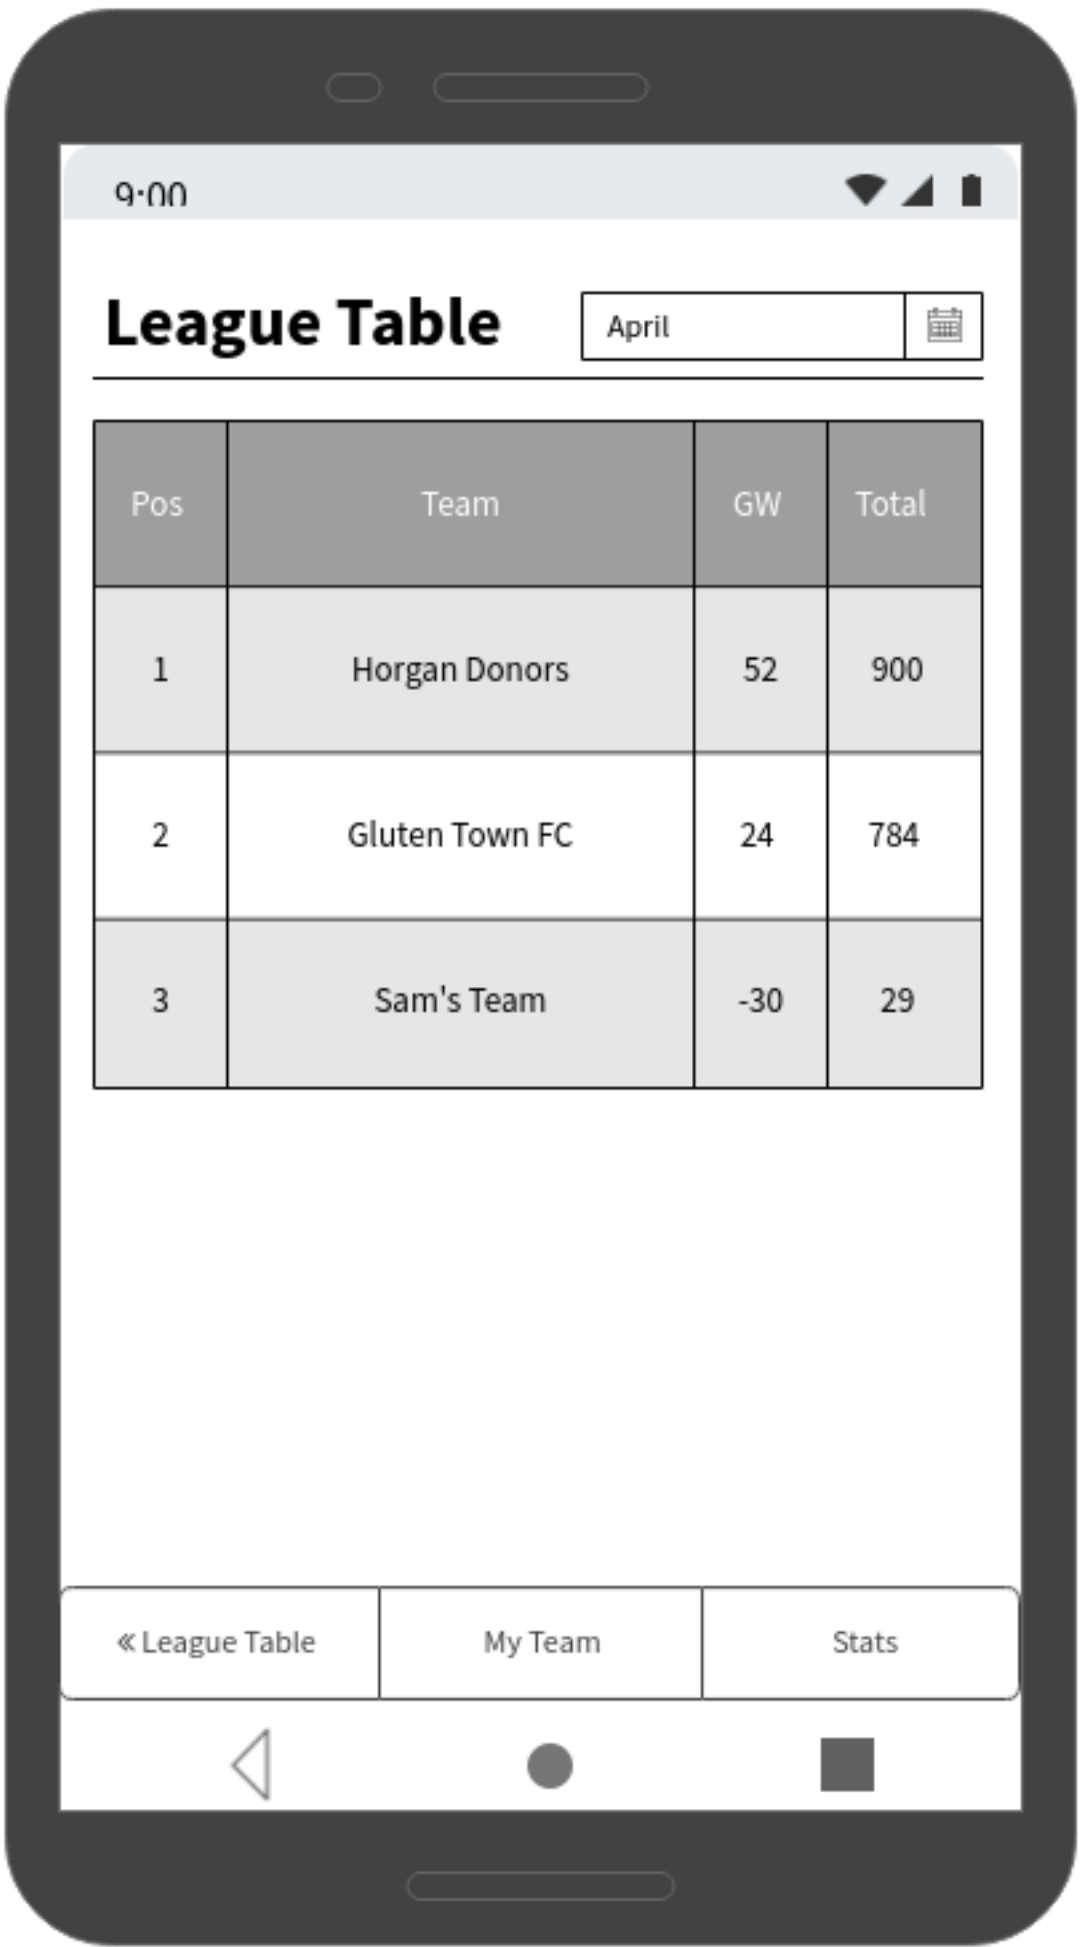 9:00
League Table
April
Pos Team GW Total
1 Horgan Donors 52 900
2 Gluten Town FC 24 784
3 Sam's Team -30 29
« League Table My Team Stats